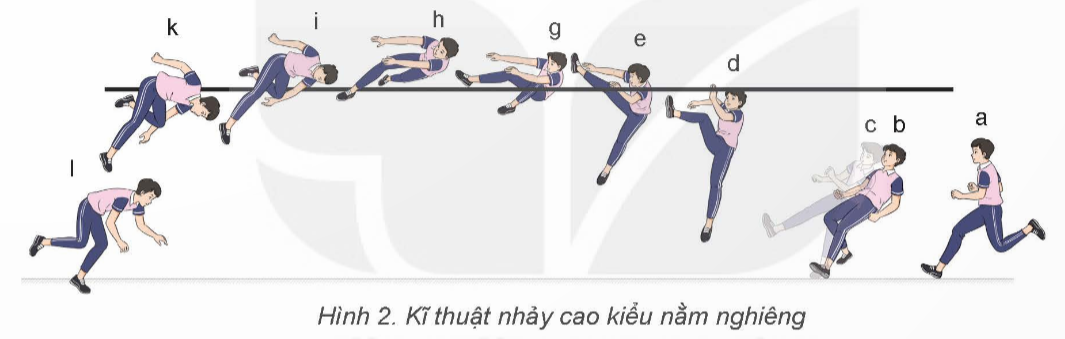 k
i
h
g
e
d
c
b
a
l
Hình 2. Kĩ thuật nhảy cao kiểu nằm nghiêng